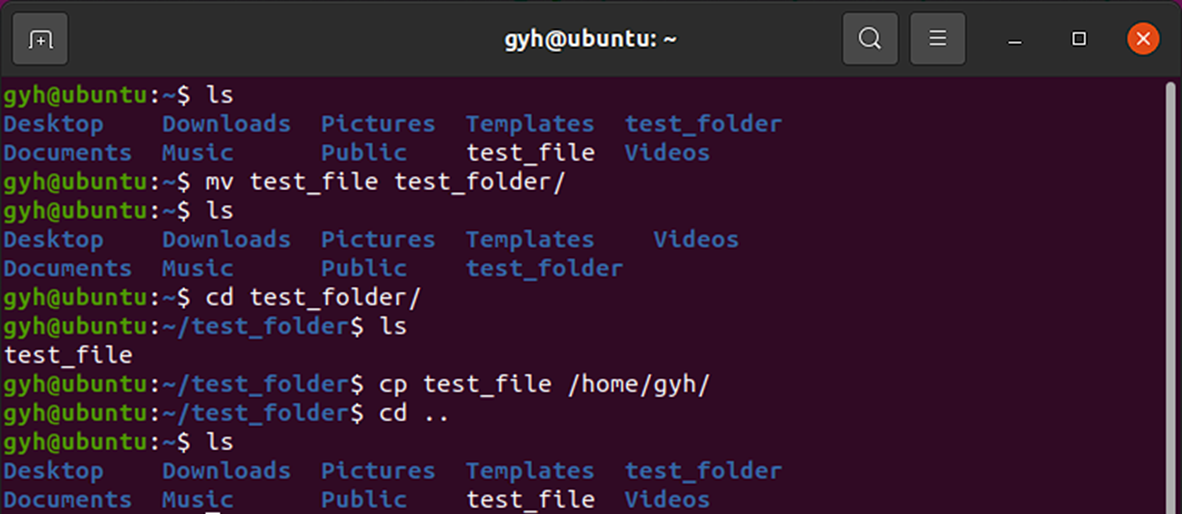 gyh@ubuntu: ~
gyh@ubuntu:~$ ls
Desktop    Downloads  Pictures  Templates  test_folder
Documents  Music      Public    test_file  Videos
gyh@ubuntu:~$ mv test_file test_folder/
gyh@ubuntu:~$ ls
Desktop    Downloads  Pictures  Templates    Videos
Documents  Music      Public    test_folder
gyh@ubuntu:~$ cd test_folder/
gyh@ubuntu:~/test_folder$ ls
test_file
gyh@ubuntu:~/test_folder$ cp test_file /home/gyh/
gyh@ubuntu:~/test_folder$ cd ..
gyh@ubuntu:~$ ls
Desktop    Downloads  Pictures  Templates  test_folder
Documents  Music      Public    test_file  Videos